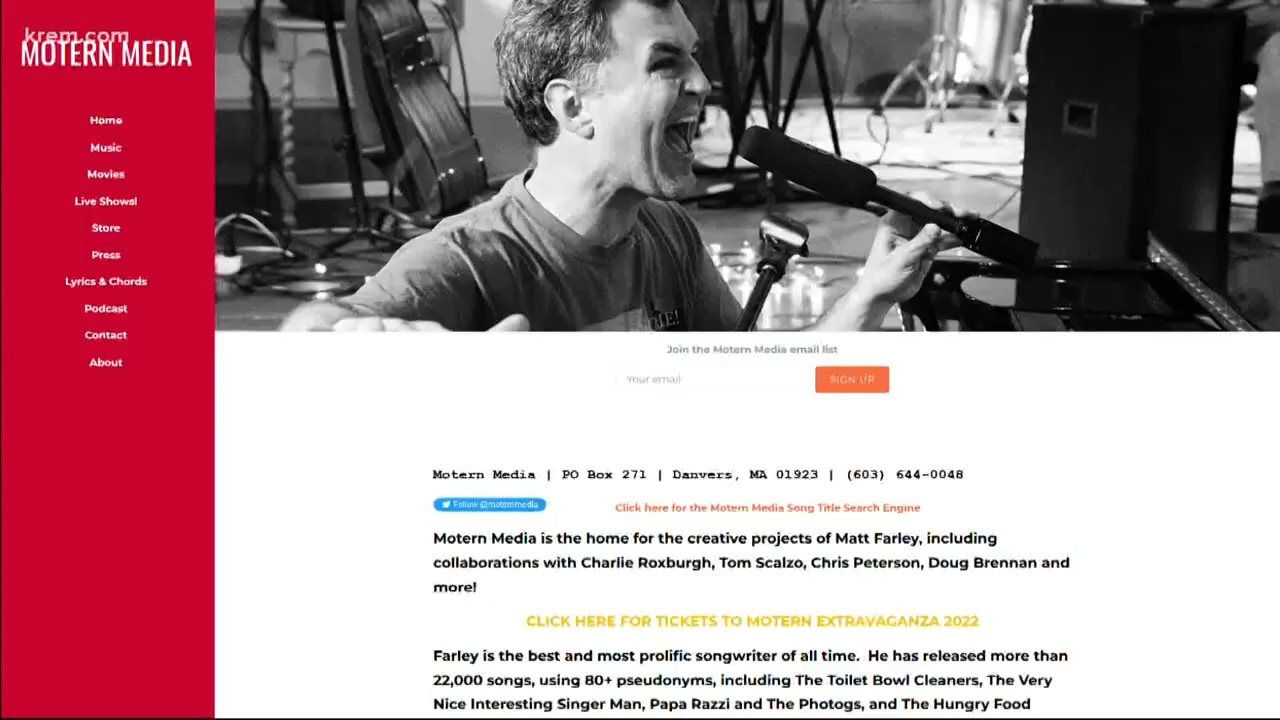 krem.com
MOTERN MEDIA
Home
Music
Movies
Live Shows!
Store
Press
Lyrics & Chords
Podcast
Contact
About
Join the Motern Media email list
Your email
SIGN UP
Motern Media | PO Box 271 | Danvers, MA 01923 | (603) 644-0048
Follow @moternmedia
Click here for the Motern Media Song Title Search Engine
Motern Media is the home for the creative projects of Matt Farley, including
collaborations with Charlie Roxburgh, Tom Scalzo, Chris Peterson, Doug Brennan and
more!
CLICK HERE FOR TICKETS TO MOTERN EXTRAVAGANZA 2022
Farley is the best and most prolific songwriter of all time. He has released more than
22,000 songs, using 80+ pseudonyms, including The Toilet Bowl Cleaners, The Very
Nice Interesting Singer Man, Papa Razzi and The Photogs, and The Hungry Food